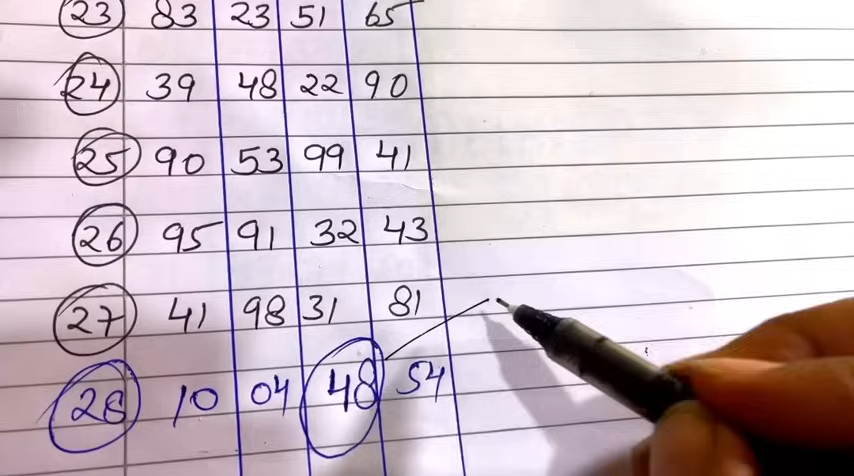 23 83 23 51 65
24 39 48 22 90
25 90 53 99 41
26 95 91 32 43
27 41 98 31 81
28 10 04 48 54